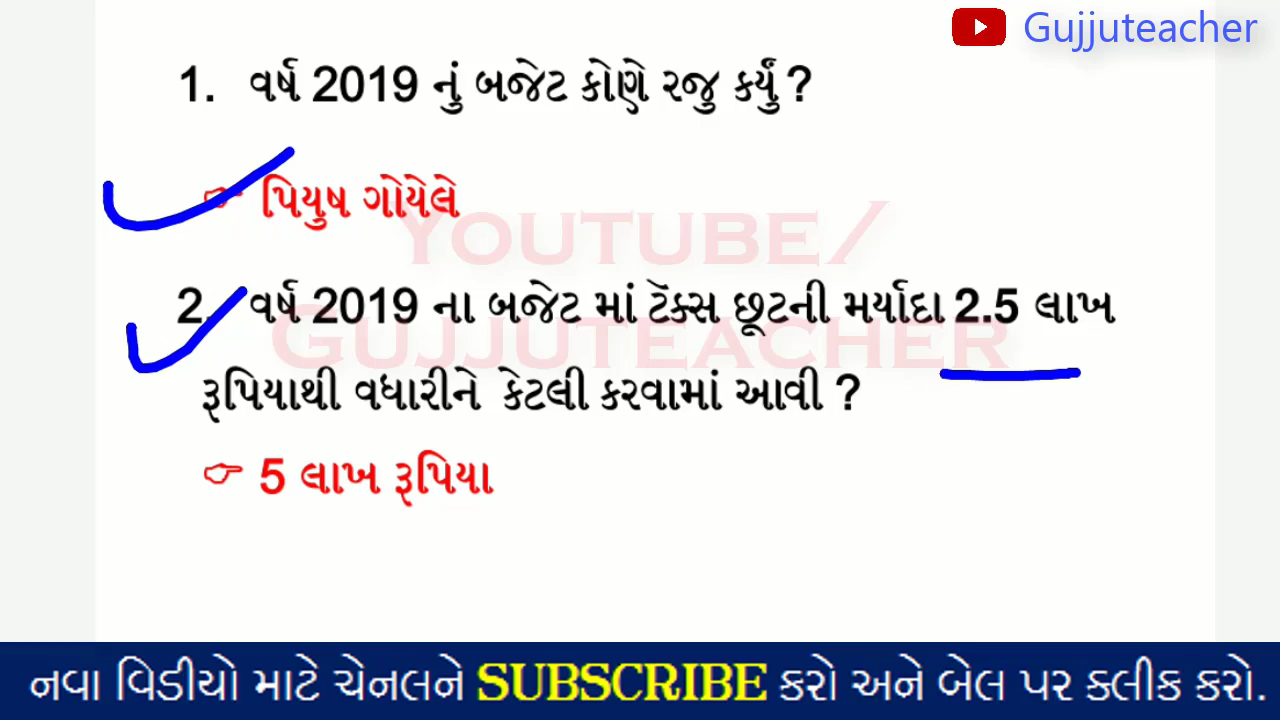 Gujjuteacher
1. વર્ષ 2019 નું બજેટ કોણે રજુ કર્યું ?
☞ પિયુષ ગોયેલે
YOUTUBE/
2. વર્ષ 2019 ના બજેટ માં ટૅક્સ છૂટની મર્યાદા 2.5 લાખ
GUJJUTEACHER
રૂપિયાથી વધારીને કેટલી કરવામાં આવી ?
☞ 5 લાખ રૂપિયા
નવા વિડીયો માટે ચેનલને SUBSCRIBE કરો અને બેલ પર ક્લીક કરો.